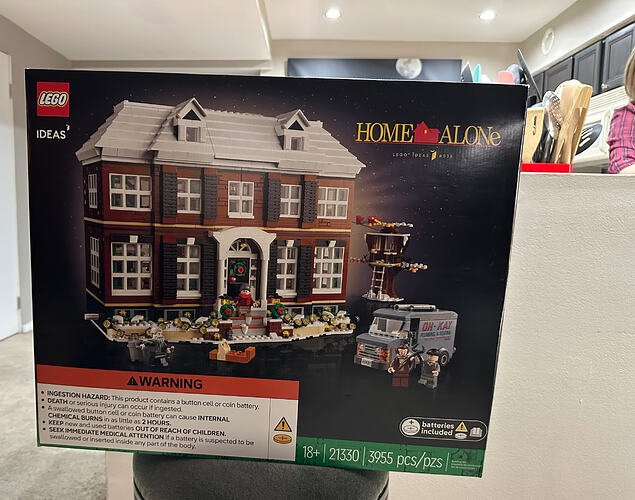 LEGO
IDEAS
HOME ALONe
LEGO IDEAS
OH-KAY
PLUMBING & HEATING
WARNING
• INGESTION HAZARD: This product contains a button cell or coin battery.
• DEATH or serious injury can occur if ingested.
• A swallowed button cell or coin battery can cause INTERNAL
CHEMICAL BURNS in as little as 2 HOURS.
• KEEP new and used batteries OUT OF REACH OF CHILDREN.
• SEEK IMMEDIATE MEDICAL ATTENTION if a battery is suspected to be
swallowed or inserted inside any part of the body.
batteries
included
18+ 21330 3955 pcs/pzs